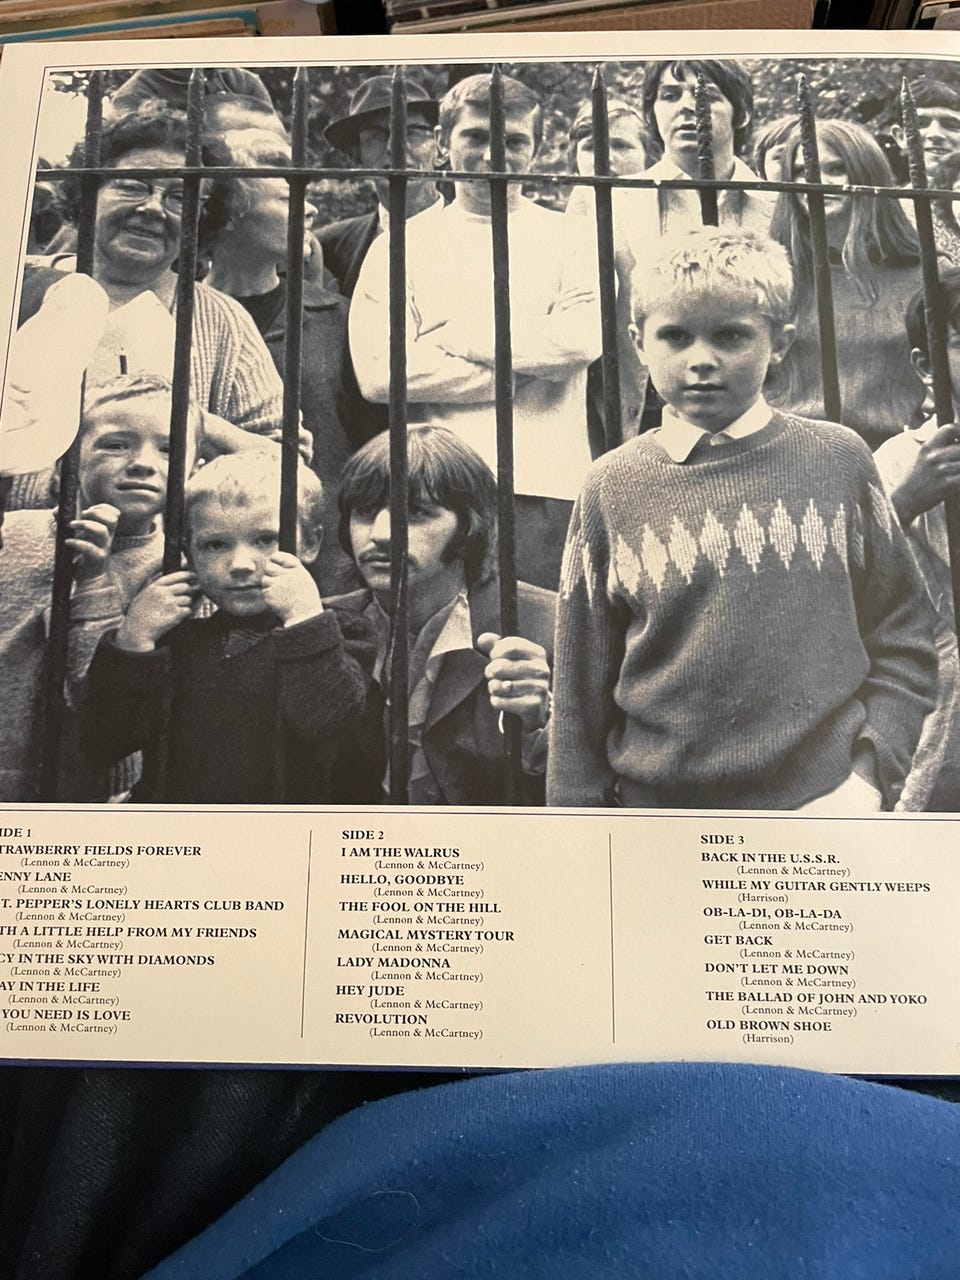 IDE 1
TRAWBERRY FIELDS FOREVER
(Lennon & McCartney)
ENNY LANE
(Lennon & McCartney)
T. PEPPER'S LONELY HEARTS CLUB BAND
(Lennon & McCartney)
TH A LITTLE HELP FROM MY FRIENDS
(Lennon & McCartney)
CY IN THE SKY WITH DIAMONDS
(Lennon & McCartney)
AY IN THE LIFE
(Lennon & McCartney)
YOU NEED IS LOVE
(Lennon & McCartney)
SIDE 2
I AM THE WALRUS
(Lennon & McCartney)
HELLO, GOODBYE
(Lennon & McCartney)
THE FOOL ON THE HILL
(Lennon & McCartney)
MAGICAL MYSTERY TOUR
(Lennon & McCartney)
LADY MADONNA
(Lennon & McCartney)
HEY JUDE
(Lennon & McCartney)
REVOLUTION
(Lennon & McCartney)
SIDE 3
BACK IN THE U.S.S.R.
(Lennon & McCartney)
WHILE MY GUITAR GENTLY WEEPS
(Harrison)
OB-LA-DI, OB-LA-DA
(Lennon & McCartney)
GET BACK
(Lennon & McCartney)
DON'T LET ME DOWN
(Lennon & McCartney)
THE BALLAD OF JOHN AND YOKO
(Lennon & McCartney)
OLD BROWN SHOE
(Harrison)